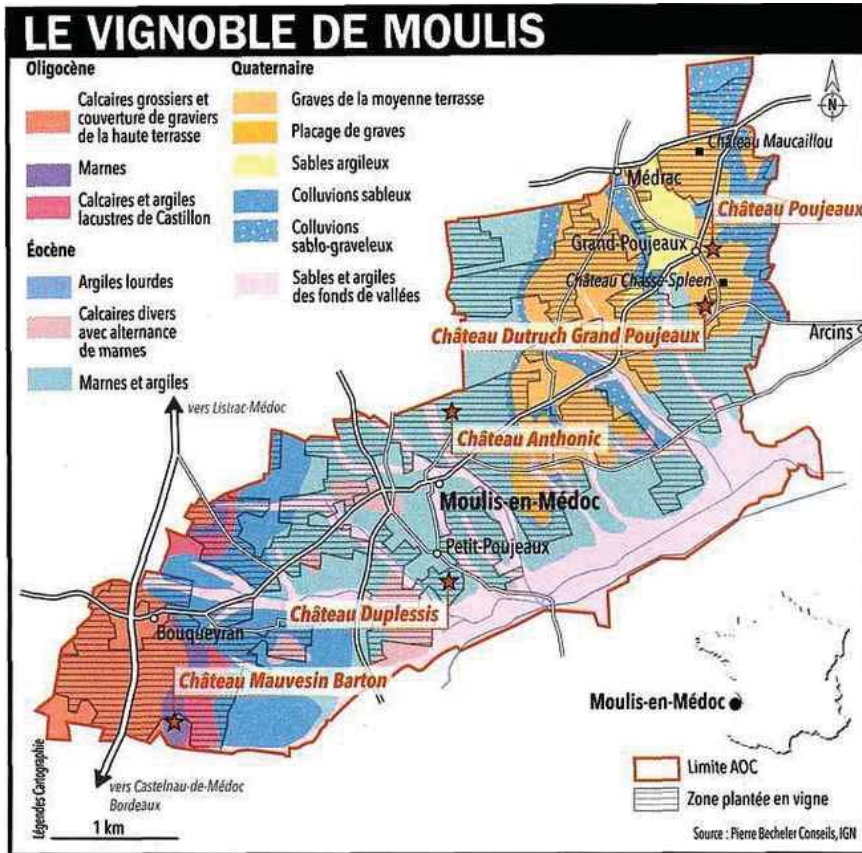 LE VIGNOBLE DE MOULIS
Oligocène
Calcaires grossiers et
couverture de graviers
de la haute terrasse
Marnes
Calcaires et argiles
lacustres de Castillon
Éocène
Argiles lourdes
Calcaires divers
avec alternance
de marnes
Marnes et argiles
Quaternaire
Graves de la moyenne terrasse
Placage de graves
Sables argileux
Colluvions sableux
Colluvions
sablo-graveleux
Sables et argiles
des fonds de vallées
N
Château Maucaillou
Médrac
Château Poujeaux
Grand-Poujeaux
Château Chasse-Spleen
Château Dutruch Grand Poujeaux
Arcins
vers Listrac-Médoc
Château Anthonic
Moulis-en-Médoc
Petit-Poujeaux
Château Duplessis
Bouqueyran
Château Mauvesin Barton
Moulis-en-Médoc
vers Castelnau-de-Médoc
Bordeaux
Légendes Cartographie
1 km
Limite AOC
Zone plantée en vigne
Source : Pierre Becheler Conseils, IGN